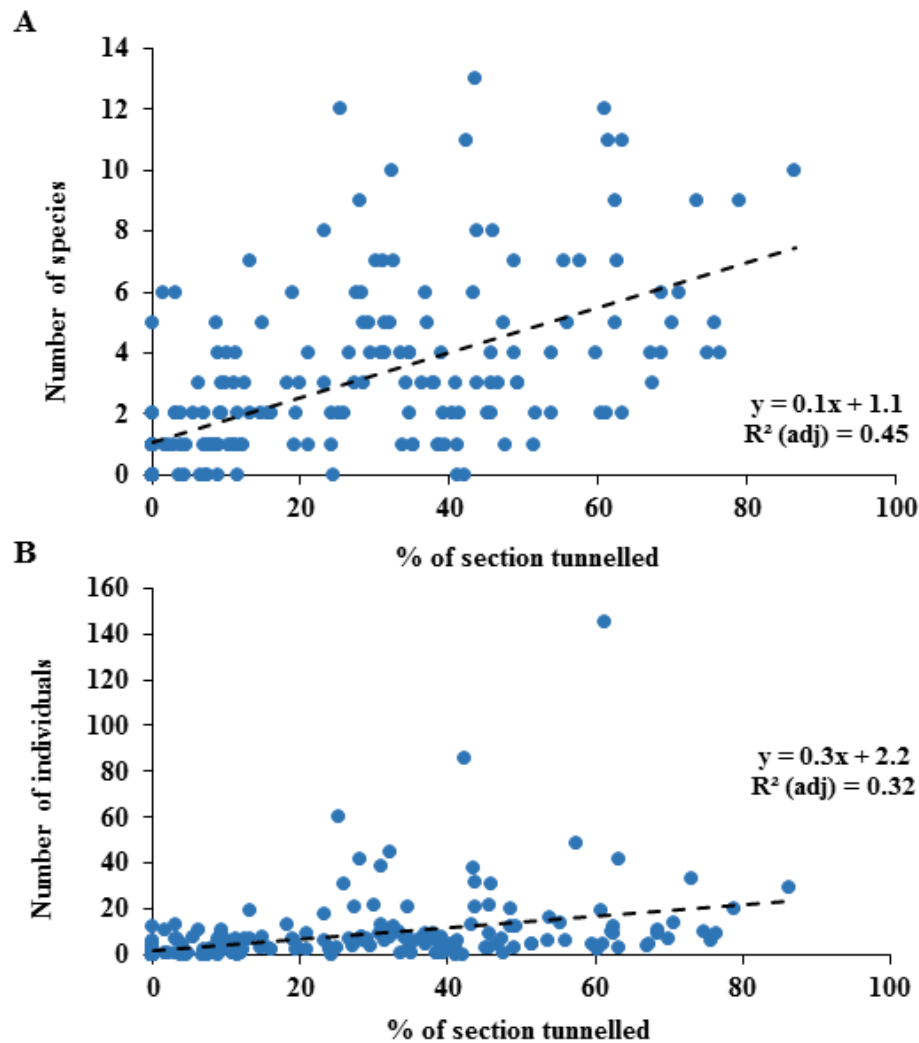 A
14
12
10
8
6
4
2
0
Number of species
y = 0.1x + 1.1
R² (adj) = 0.45
0 20 40 60 80 100
% of section tunnelled
B
160
140
120
100
80
60
40
20
0
Number of individuals
y = 0.3x + 2.2
R² (adj) = 0.32
0 20 40 60 80 100
% of section tunnelled